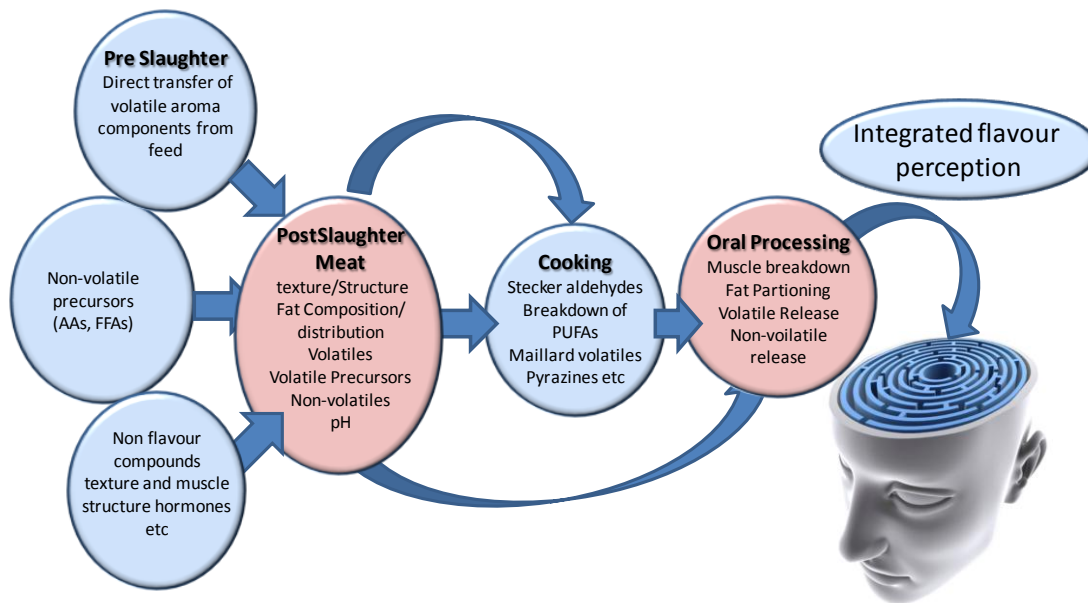 Pre Slaughter
Direct transfer of
volatile aroma
components from
feed
Non-volatile
precursors
(AAs, FFAs)
Non flavour
compounds
texture and muscle
structure hormones
etc
PostSlaughter
Meat
texture/Structure
Fat Composition/
distribution
Volatiles
Volatile Precursors
Non-volatiles
pH
Cooking
Stecker aldehydes
Breakdown of
PUFAs
Maillard volatiles
Pyrazines etc
Oral Processing
Muscle breakdown
Fat Partioning
Volatile Release
Non-voilatile
release
Integrated flavour
perception